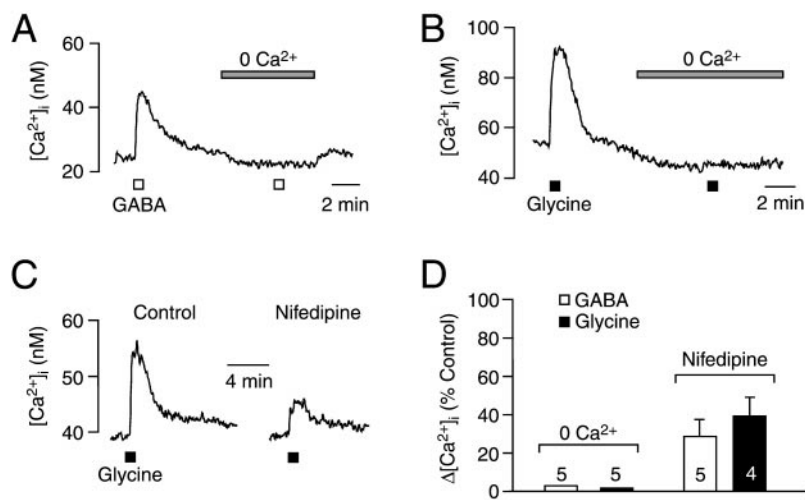 A
60
40
20
[Ca²⁺]ᵢ (nM)
0 Ca²⁺
GABA
2 min
B
100
80
60
40
[Ca²⁺]ᵢ (nM)
0 Ca²⁺
Glycine
2 min
C
Control
Nifedipine
60
50
40
[Ca²⁺]ᵢ (nM)
4 min
Glycine
D
100
80
60
40
20
0
Δ[Ca²⁺]ᵢ (% Control)
GABA
Glycine
Nifedipine
0 Ca²⁺
5
5
5
4